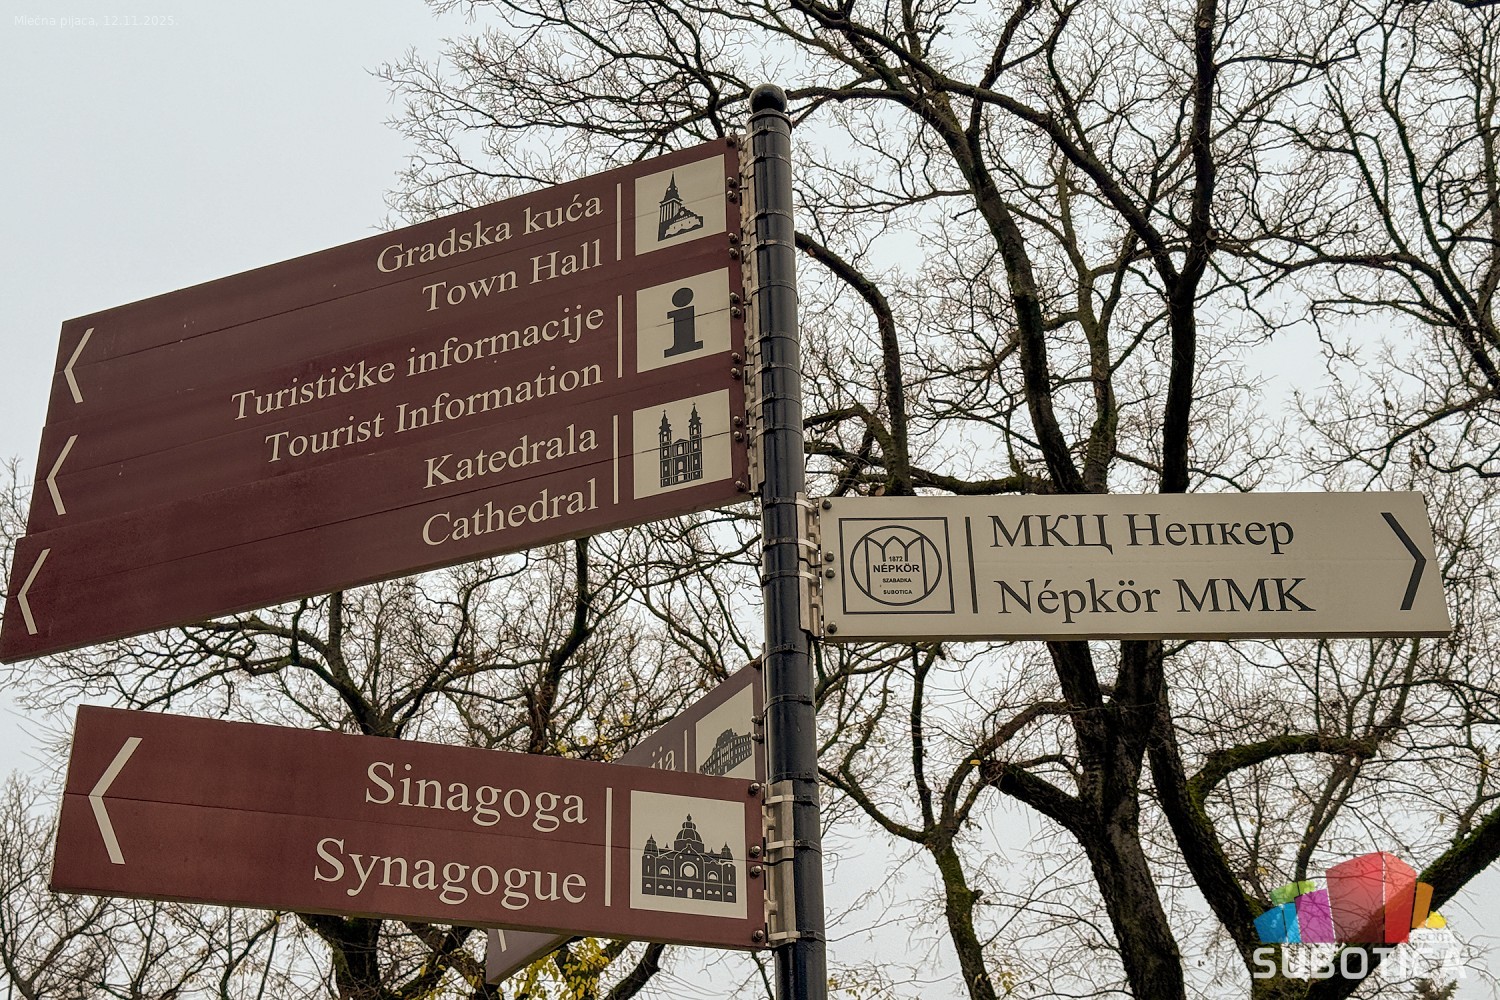 Mlečna pijaca, 12.11.2025.
Gradska kuća
Town Hall
Turističke informacije
Tourist Information
Katedrala
Cathedral
1872
NÉPKÖR
SZABADKA
SUBOTICA
МКЦ Непкер
Népkör MMK
Sinagoga
Synagogue
.com
SUBOTICA